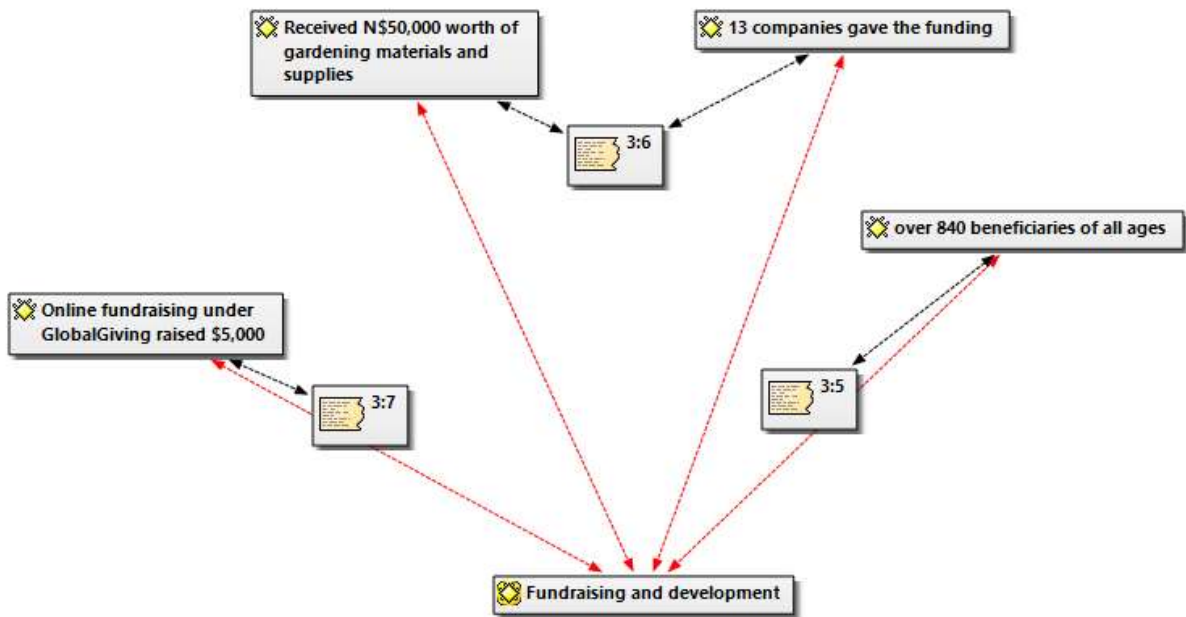 Received N$50,000 worth of
gardening materials and
supplies
13 companies gave the funding
3:6
over 840 beneficiaries of all ages
Online fundraising under
GlobalGiving raised $5,000
3:7
3:5
Fundraising and development